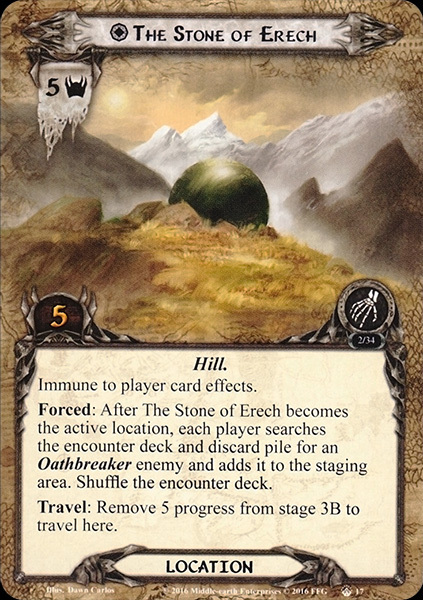 The Stone of Erech
5
5
2/34
Hill.
Immune to player card effects.
Forced: After The Stone of Erech becomes
the active location, each player searches
the encounter deck and discard pile for an
Oathbreaker enemy and adds it to the staging
area. Shuffle the encounter deck.
Travel: Remove 5 progress from stage 3B to
travel here.
LOCATION
Illus. Dawn Carlos © 2016 Middle-earth Enterprises © 2016 FFG 17